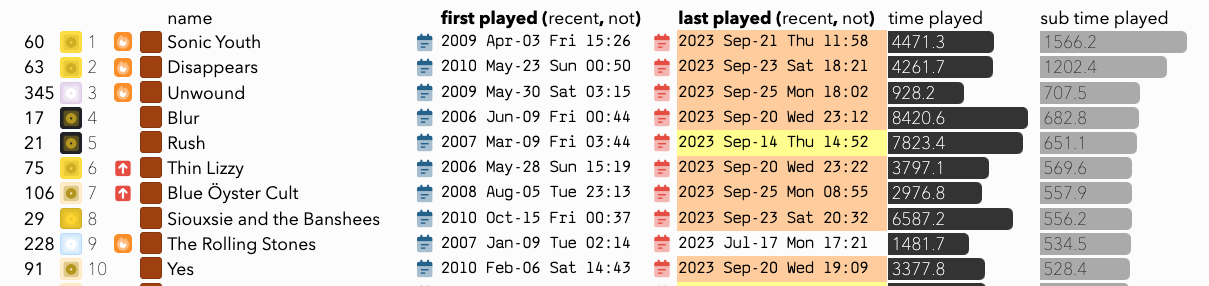 name first played (recent, not) last played (recent, not) time played sub time played
60 1 Sonic Youth 2009 Apr-03 Fri 15:26 2023 Sep-21 Thu 11:58 4471.3 1566.2
63 2 Disappears 2010 May-23 Sun 00:50 2023 Sep-23 Sat 18:21 4261.7 1202.4
345 3 Unwound 2009 May-30 Sat 03:15 2023 Sep-25 Mon 18:02 928.2 707.5
17 4 Blur 2006 Jun-09 Fri 00:44 2023 Sep-20 Wed 23:12 8420.6 682.8
21 5 Rush 2007 Mar-09 Fri 03:44 2023 Sep-14 Thu 14:52 7823.4 651.1
75 6 Thin Lizzy 2006 May-28 Sun 15:19 2023 Sep-20 Wed 23:22 3797.1 569.6
106 7 Blue Öyster Cult 2008 Aug-05 Tue 23:13 2023 Sep-25 Mon 08:55 2976.8 557.9
29 8 Siouxsie and the Banshees 2010 Oct-15 Fri 00:37 2023 Sep-23 Sat 20:32 6587.2 556.2
228 9 The Rolling Stones 2007 Jan-09 Tue 02:14 2023 Jul-17 Mon 17:21 1481.7 534.5
91 10 Yes 2010 Feb-06 Sat 14:43 2023 Sep-20 Wed 19:09 3377.8 528.4